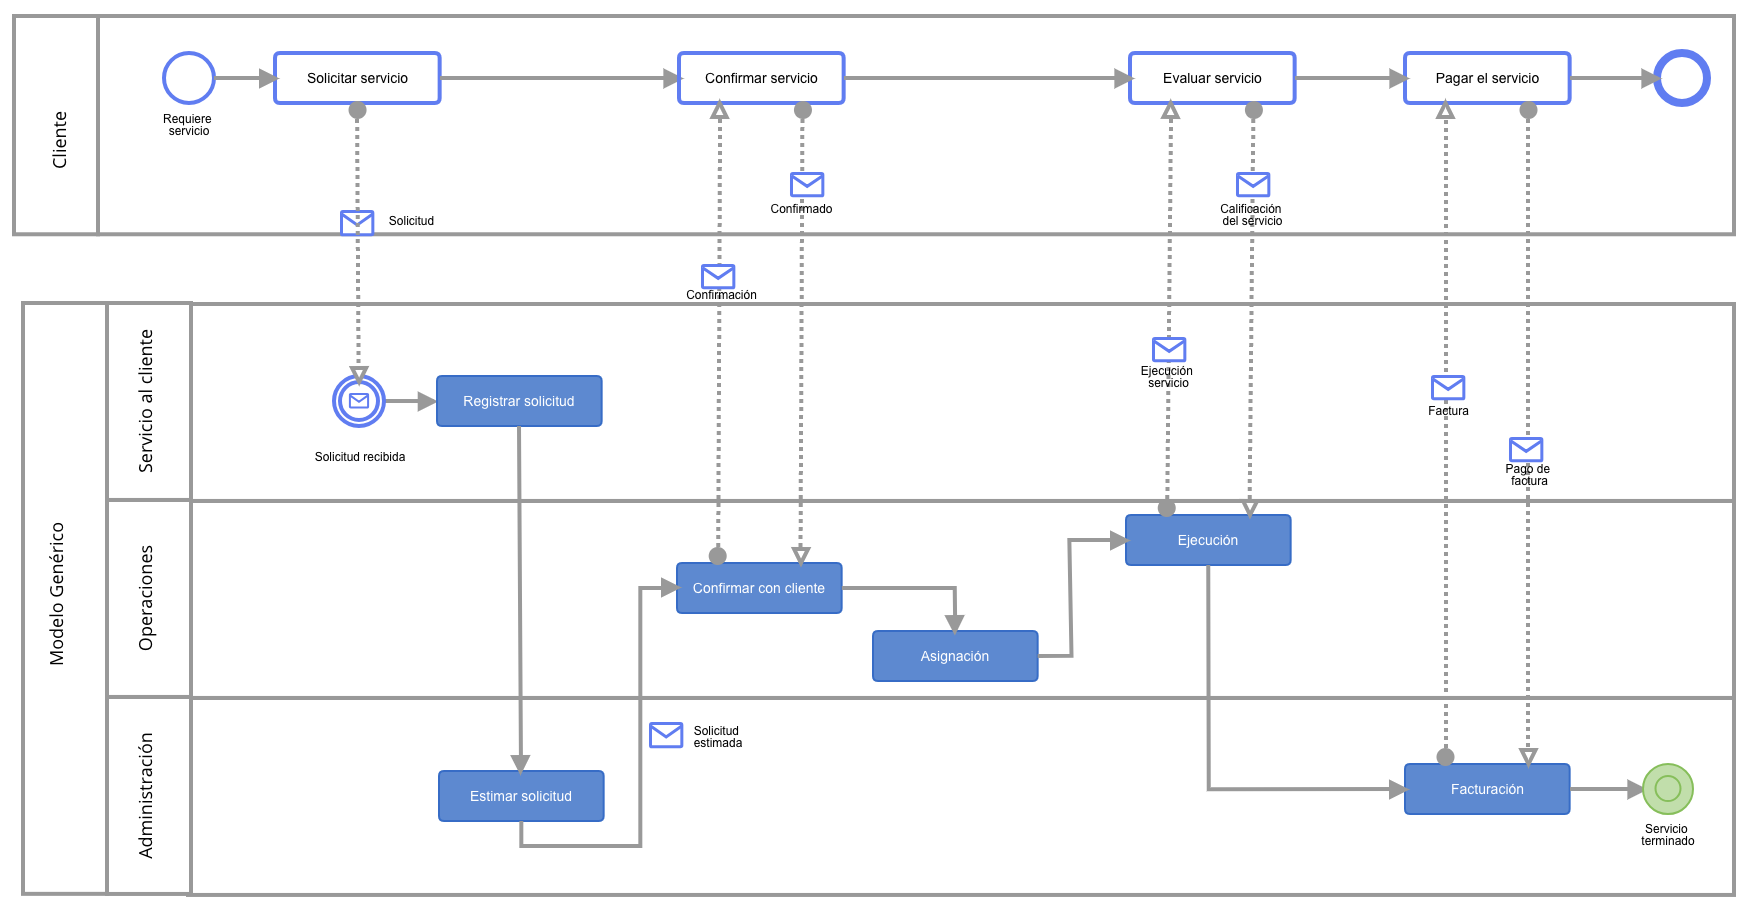 Cliente
Requiere
servicio
Solicitar servicio
Confirmar servicio
Evaluar servicio
Pagar el servicio
Solicitud
Confirmado
Calificación
del servicio
Confirmación
Modelo Genérico
Servicio al cliente
Solicitud recibida
Registrar solicitud
Ejecución
servicio
Factura
Pago de
factura
Operaciones
Confirmar con cliente
Asignación
Ejecución
Administración
Solicitud
estimada
Estimar solicitud
Facturación
Servicio
terminado